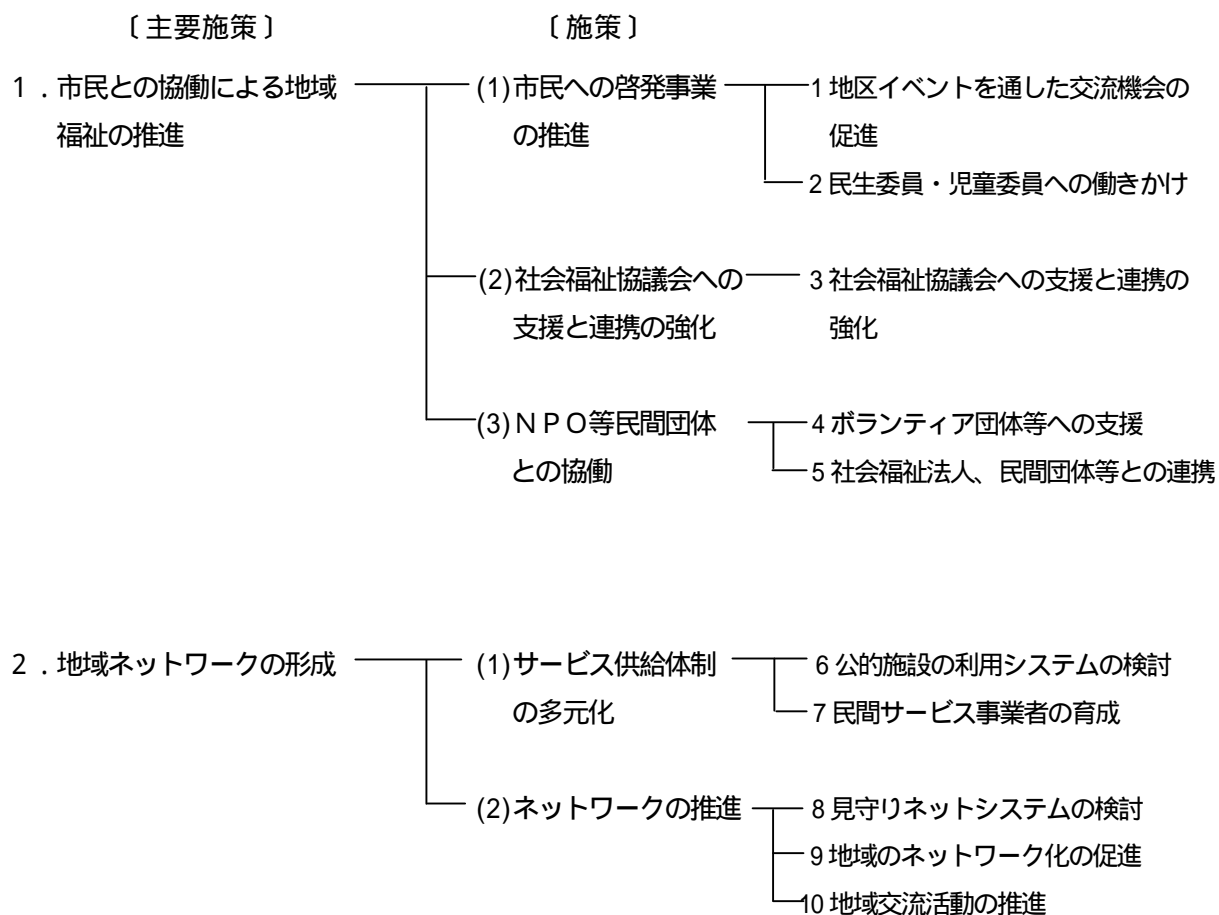 〔主要施策〕 〔施策〕
1．市民との協働による地域 (1)市民への啓発事業 1 地区イベントを通した交流機会の
福祉の推進 の推進 促進
2 民生委員・児童委員への働きかけ
(2)社会福祉協議会への 3 社会福祉協議会への支援と連携の
支援と連携の強化 強化
(3)ＮＰＯ等民間団体 4 ボランティア団体等への支援
との協働 5 社会福祉法人、民間団体等との連携
2．地域ネットワークの形成 (1)サービス供給体制 6 公的施設の利用システムの検討
の多元化 7 民間サービス事業者の育成
(2)ネットワークの推進 8 見守りネットシステムの検討
9 地域のネットワーク化の促進
10 地域交流活動の推進